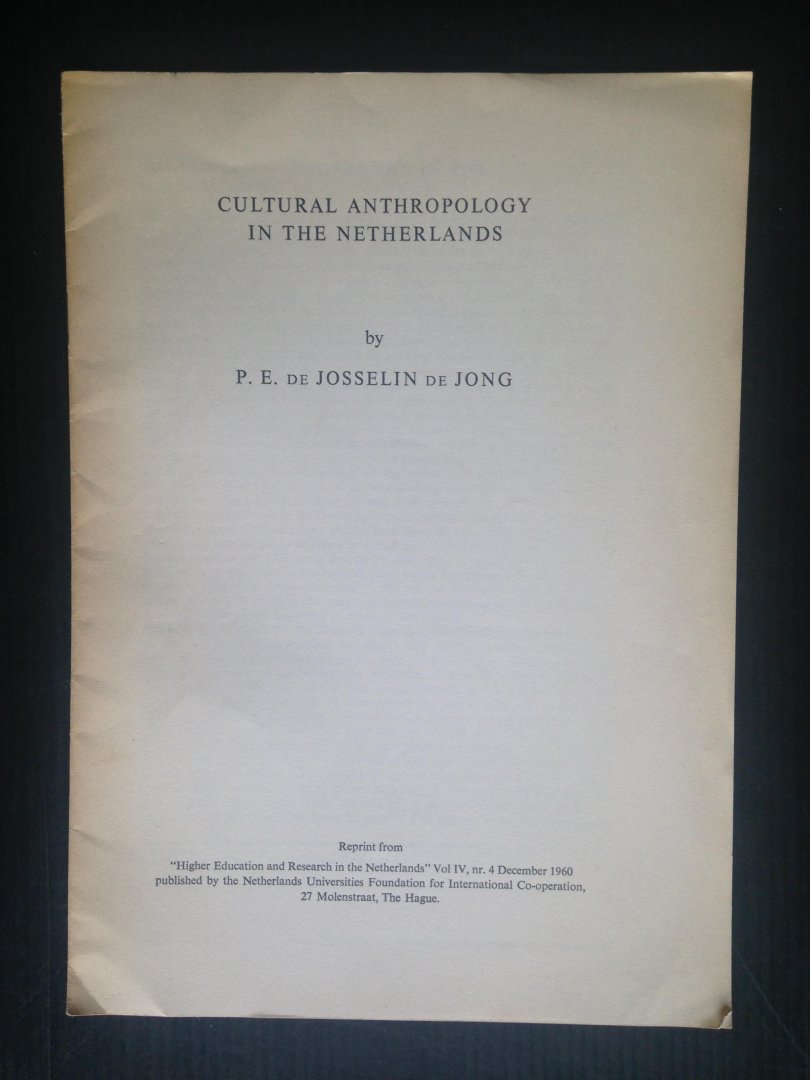 CULTURAL ANTHROPOLOGY
IN THE NETHERLANDS
by
P. E. DE JOSSELIN DE JONG
Reprint from
“Higher Education and Research in the Netherlands” Vol IV, nr. 4 December 1960
published by the Netherlands Universities Foundation for International Co-operation,
27 Molenstraat, The Hague.